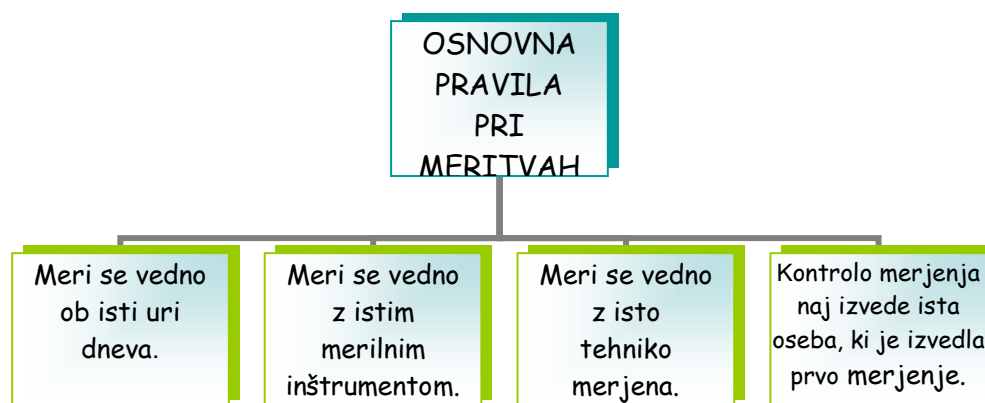 OSNOVNA
PRAVILA
PRI
MERITVAH
Meri se vedno
ob isti uri
dneva.
Meri se vedno
z istim
merilnim
inštrumentom.
Meri se vedno
z isto
tehniko
merjena.
Kontrolo merjenja
naj izvede ista
oseba, ki je izvedla
prvo merjenje.